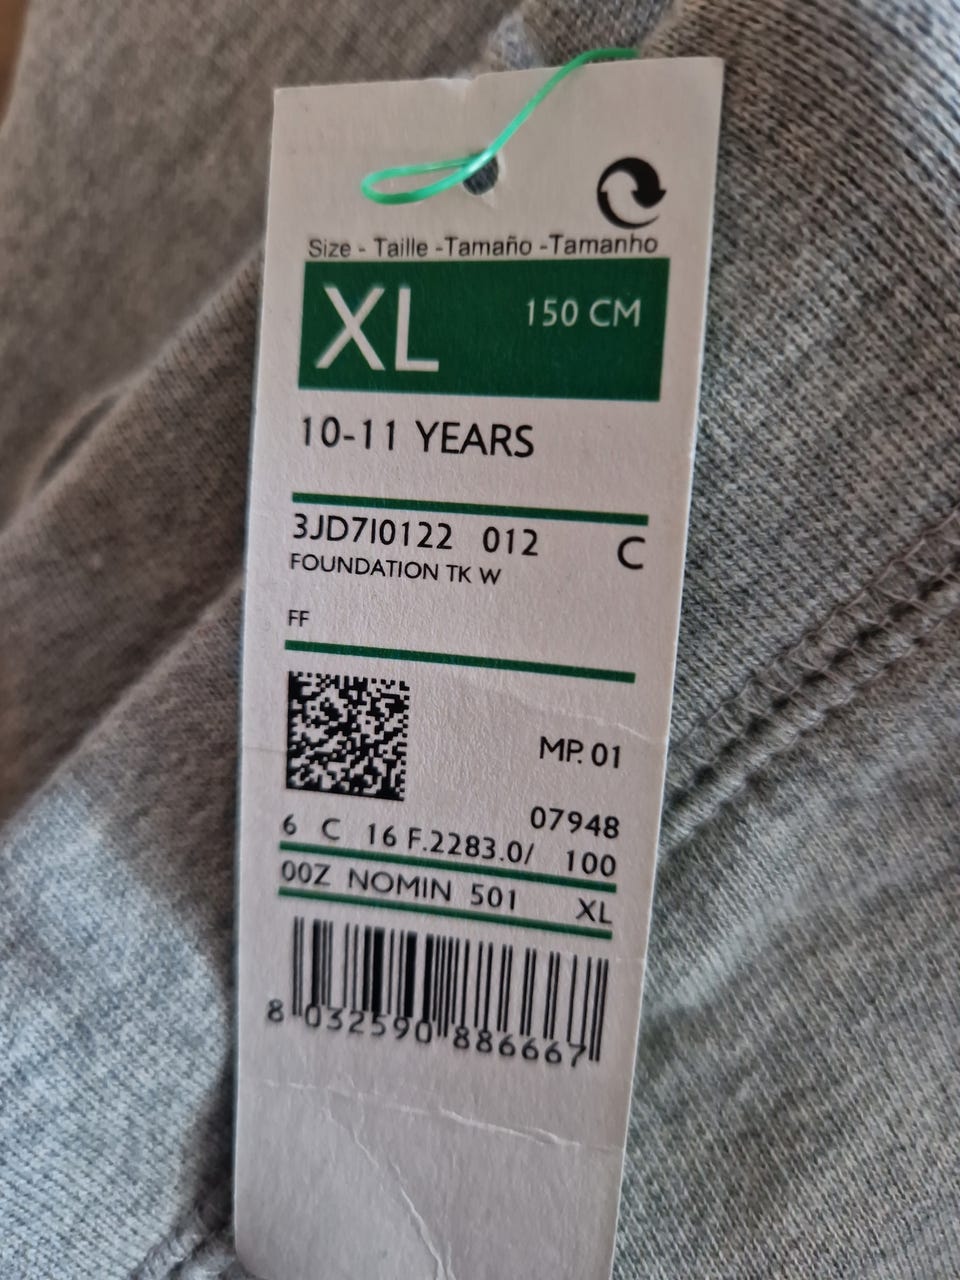 Size - Taille -Tamaño -Tamanho
XL 150 CM
10-11 YEARS
3JD7I0122 012 C
FOUNDATION TK W
FF
MP. 01
07948
6 C 16 F.2283.0/ 100
00Z NOMIN 501 XL
8 032590 886667